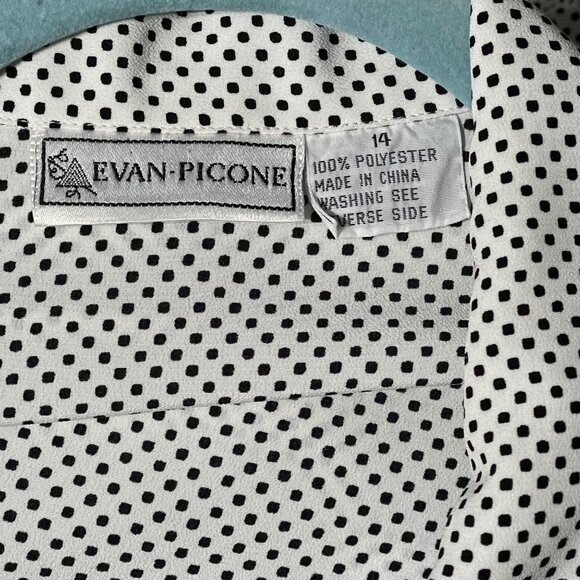 EVAN-PICONE
14
100% POLYESTER
MADE IN CHINA
WASHING SEE
VERSE SIDE